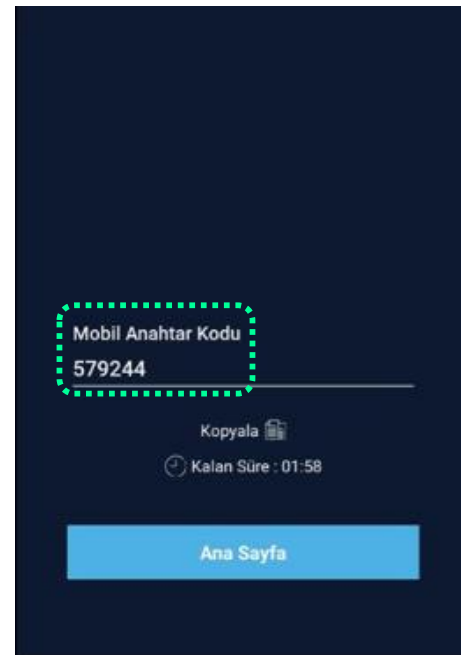 Mobil Anahtar Kodu
579244
Kopyala
Kalan Süre : 01:58
Ana Sayfa